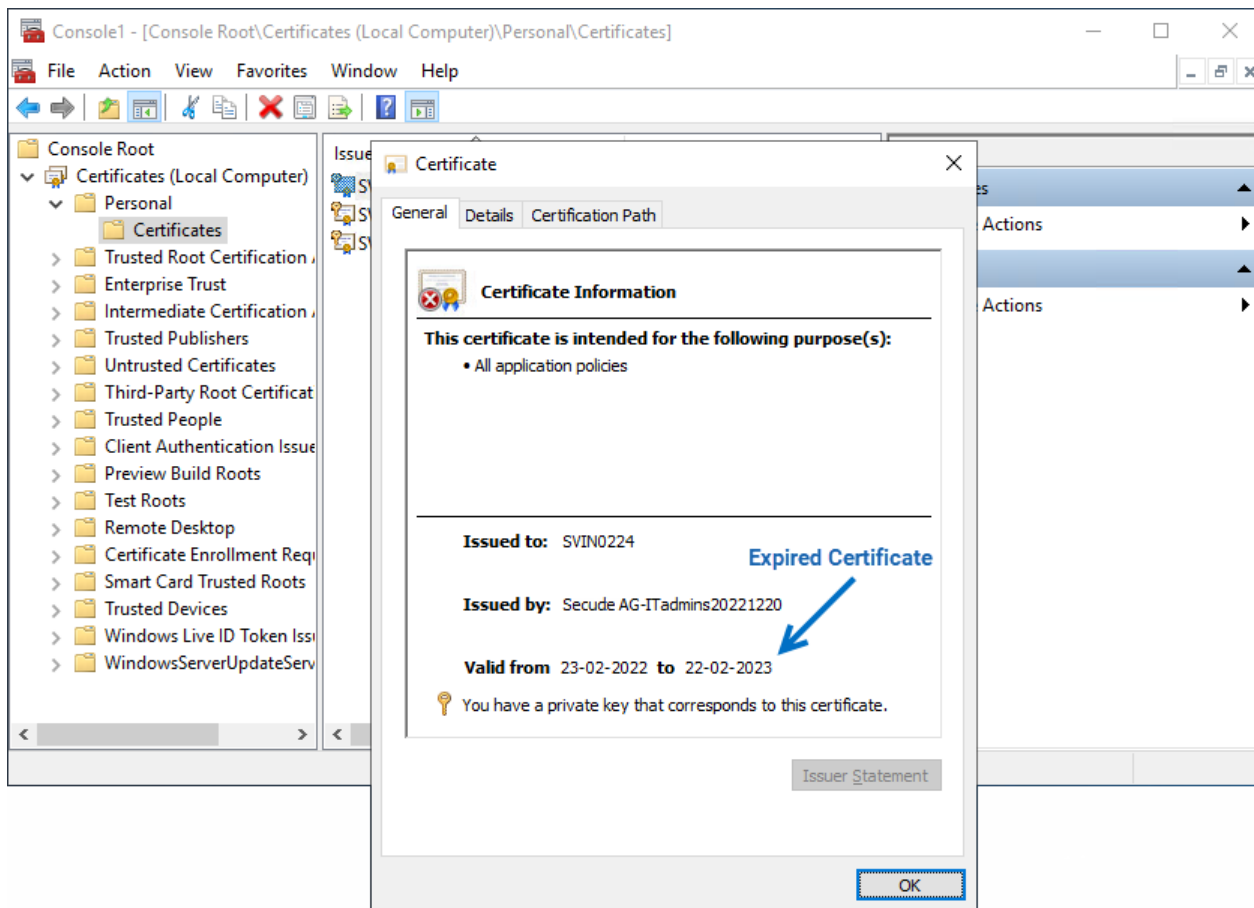 Console1 - [Console Root\Certificates (Local Computer)\Personal\Certificates]
File Action View Favorites Window Help
Console Root
Certificates (Local Computer)
Personal
Certificates
Trusted Root Certification
Enterprise Trust
Intermediate Certification
Trusted Publishers
Untrusted Certificates
Third-Party Root Certificat
Trusted People
Client Authentication Issue
Preview Build Roots
Test Roots
Remote Desktop
Certificate Enrollment Requ
Smart Card Trusted Roots
Trusted Devices
Windows Live ID Token Issu
WindowsServerUpdateServ
Issue
SV
SV
SV
Certificate
General Details Certification Path
Certificate Information
This certificate is intended for the following purpose(s):
• All application policies
Issued to: SVIN0224
Expired Certificate
Issued by: Secude AG-ITadmins20221220
Valid from 23-02-2022 to 22-02-2023
You have a private key that corresponds to this certificate.
Issuer Statement
OK
es
Actions
Actions